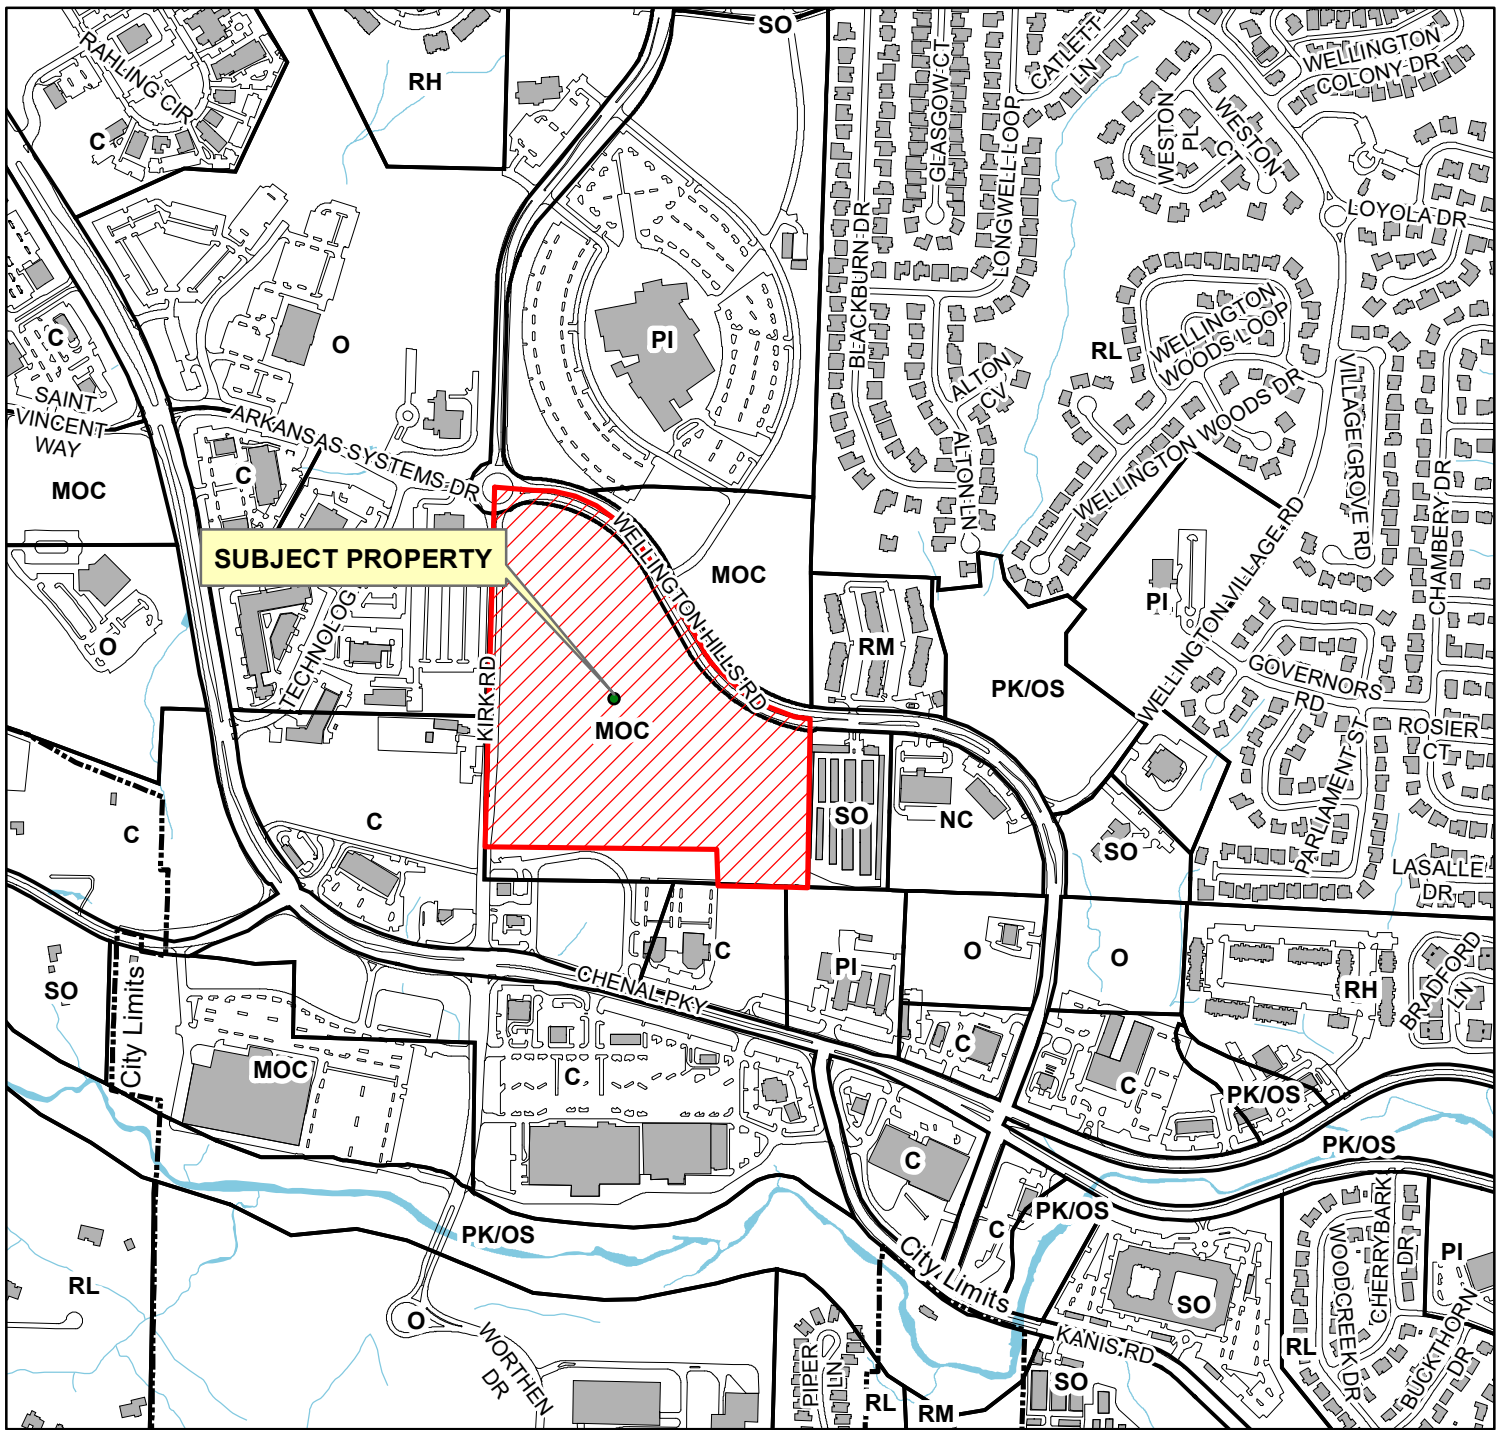 SO
RAHLING CIR
RH
C
CATLETT
LN
WELLINGTON
COLONY DR
GLASGOW CT
LONGWELL LOOP
WESTON
PL
WESTON
CT
LOYOLA DR
BLACKBURN DR
C
O
PI
RL
WELLINGTON
WOODS LOOP
ALTON
CV
VILLAGE GROVE RD
SAINT
VINCENT
WAY
ARKANSAS SYSTEMS DR
WELLINGTON WOODS DR
ALTON LN
CHAMBERY DR
MOC
C
SUBJECT PROPERTY
WELLINGTON HILLS RD
MOC
WELLINGTON VILLAGE RD
PI
O
TECHNOLOG
RM
PK/OS
GOVERNORS
RD
KIRK RD
MOC
ROSIER
CT
PARLIAMENT ST
C
C
SO
NC
SO
LASALLE
DR
SO
City Limits
CHENAL PKY
C
PI
O
O
RH
BRADFORD
LN
MOC
C
C
C
PK/OS
PK/OS
C
PK/OS
C
PK/OS
City Limits
CHERRYBARK
DR
WOODCREEK DR
PI
RL
O
WORTHEN
DR
SO
KANIS RD
PIPER
LN
RL
BUCKTHORN
DR
SO
RL
RM